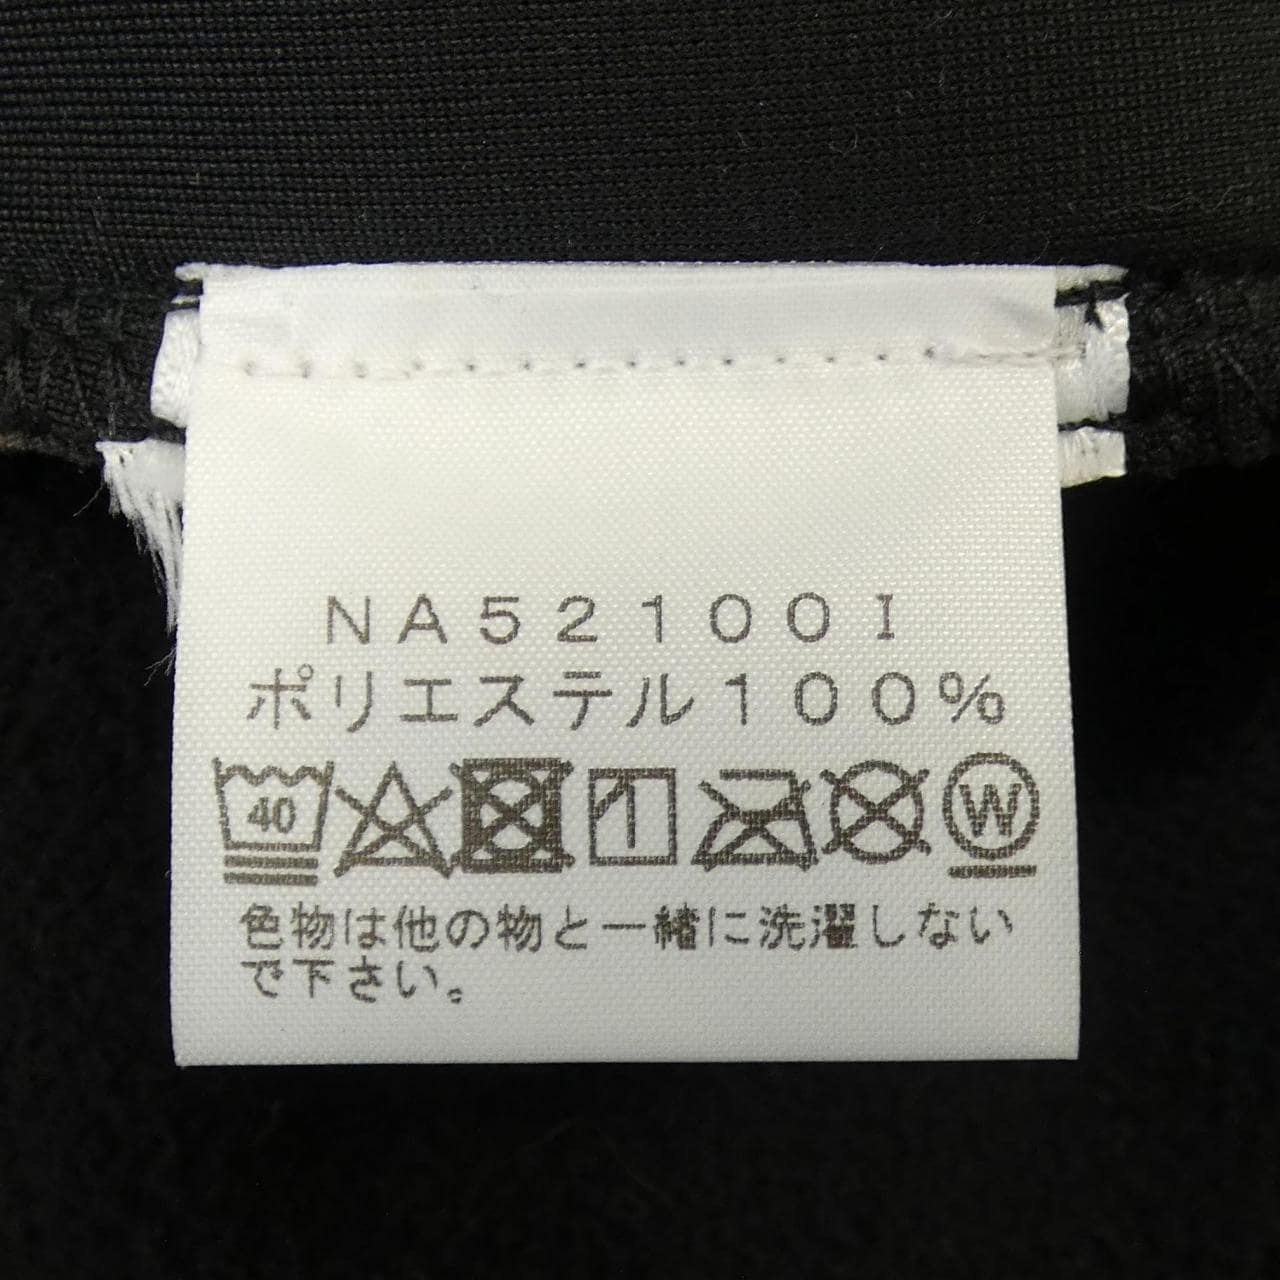 NA52100I
ポリエステル100%
40 W
色物は他の物と一緒に洗濯しない
で下さい。